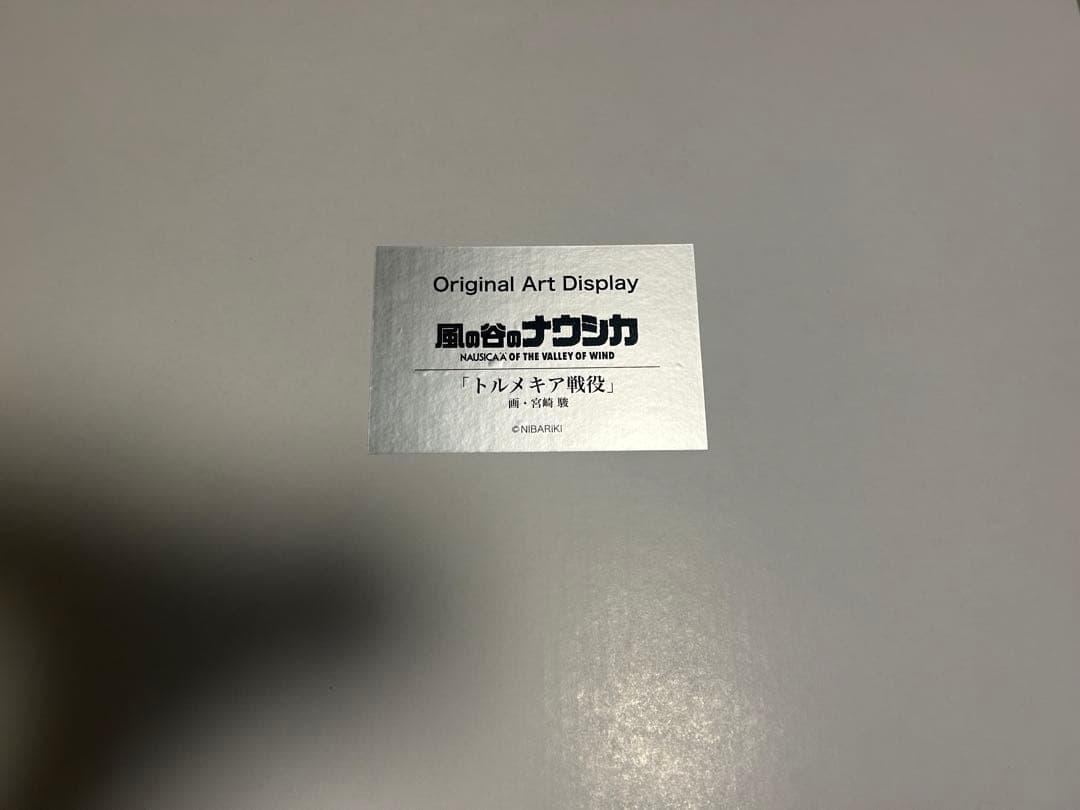 Original Art Display
風の谷のナウシカ
NAUSICAÄ OF THE VALLEY OF WIND
「トルメキア戦役」
画・宮崎 駿
©NIBARIKI